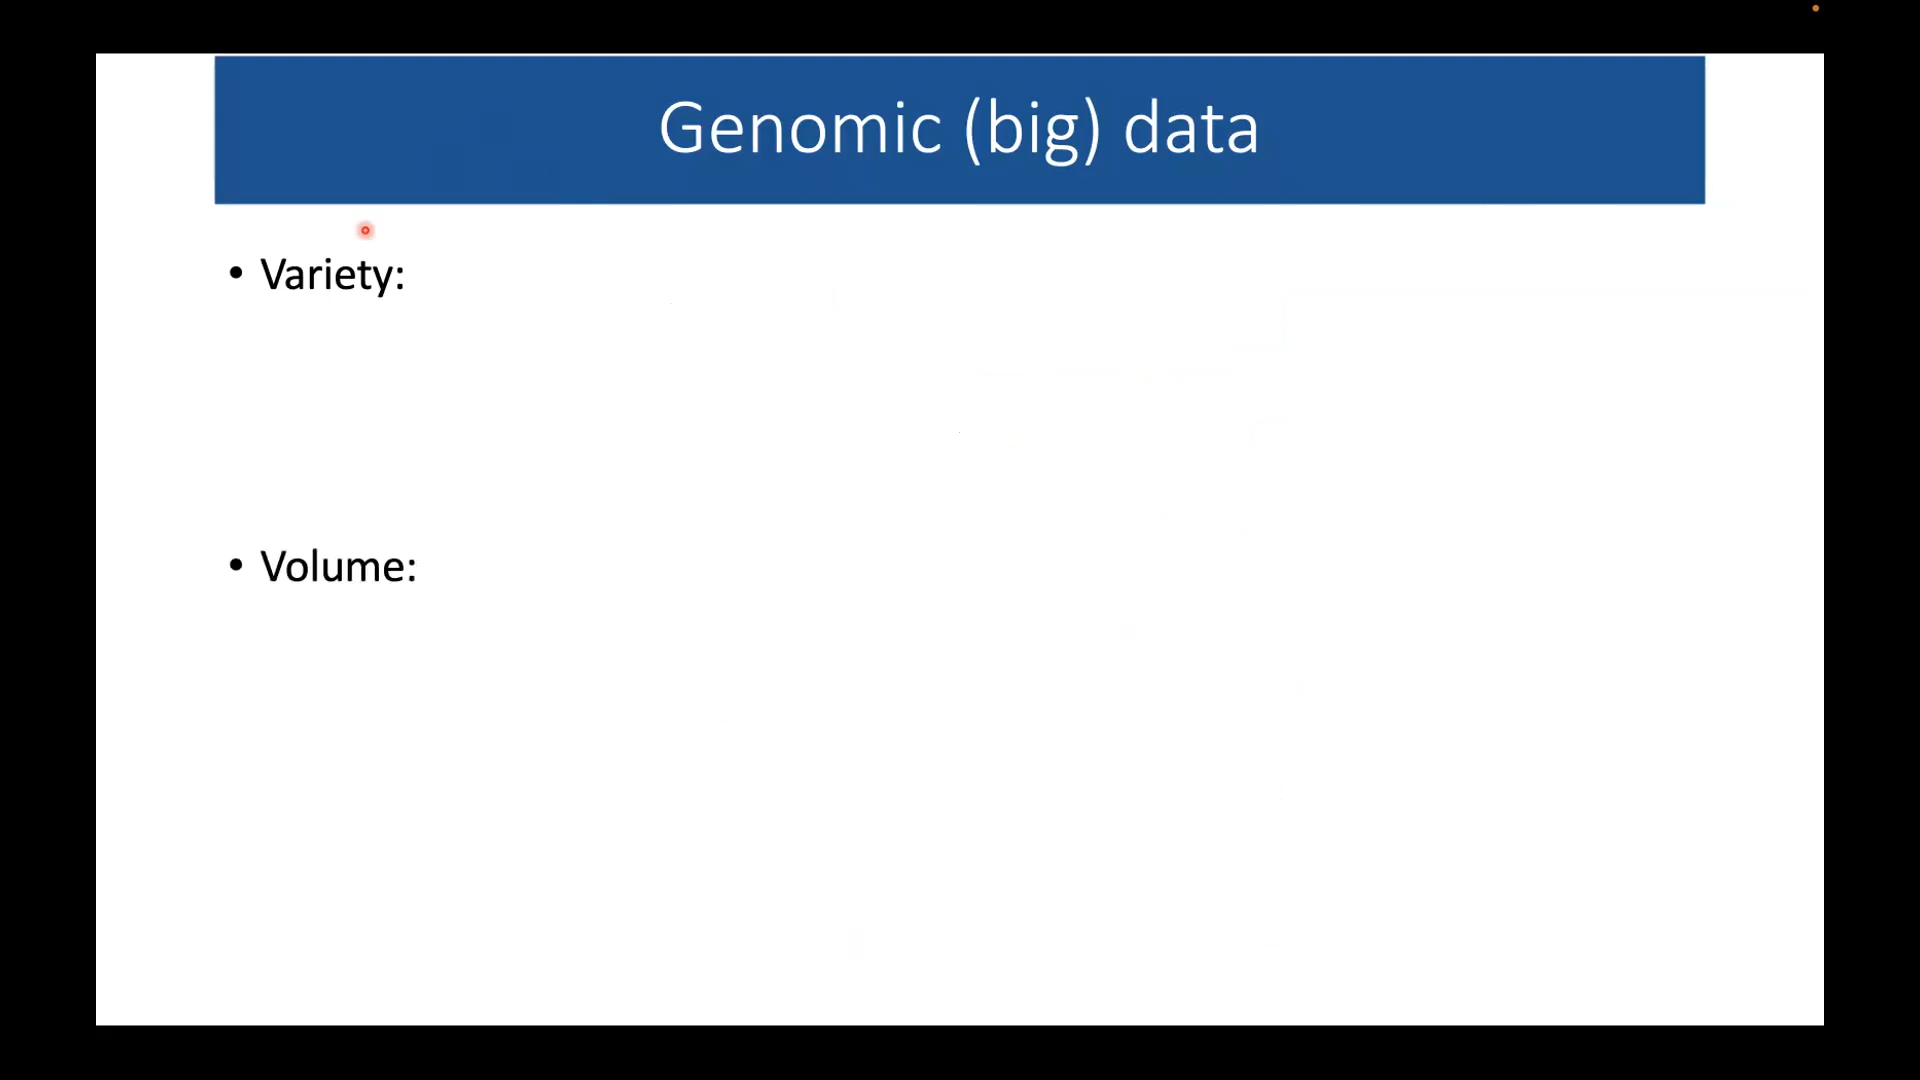 Genomic (big) data
• Variety:
• Volume: